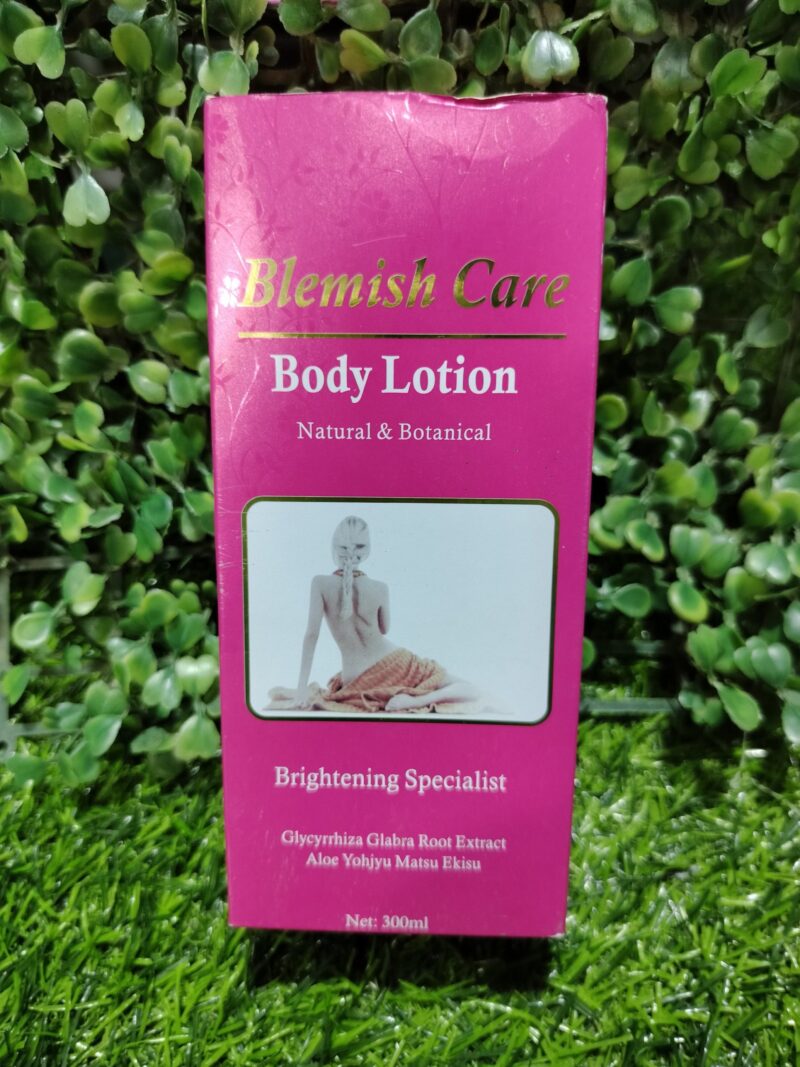 Blemish Care
Body Lotion
Natural & Botanical
Brightening Specialist
Glycyrrhiza Glabra Root Extract
Aloe Yohjyu Matsu Ekisu
Net: 300ml